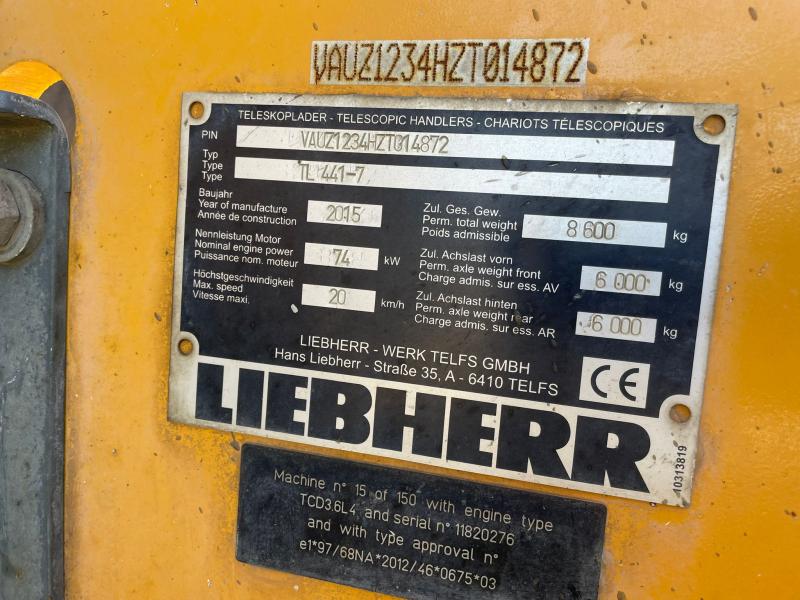 VAUZ1234HZT014872
TELESKOPLADER - TELESCOPIC HANDLERS - CHARIOTS TÉLESCOPIQUES
PIN VAUZ1234HZT014872
Typ
Type TL 441-7
Type
Baujahr
Year of manufacture 2015
Année de construction
Nennleistung Motor
Nominal engine power 74 kW
Puissance nom. moteur
Höchstgeschwindigkeit
Max. speed 20 km/h
Vitesse maxi.
Zul. Ges. Gew.
Perm. total weight 8 600 kg
Poids admissible
Zul. Achslast vorn
Perm. axle weight front 6 000 kg
Charge admis. sur ess. AV
Zul. Achslast hinten
Perm. axle weight rear 6 000 kg
Charge admis. sur ess. AR
LIEBHERR - WERK TELFS GMBH
Hans Liebherr - Straße 35, A - 6410 TELFS
CE
LIEBHERR
10313819
Machine n° 15 of 150 with engine type
TCD3.6L4 and serial n° 11820276
and with type approval n°
e1*97/68NA*2012/46*0675*03